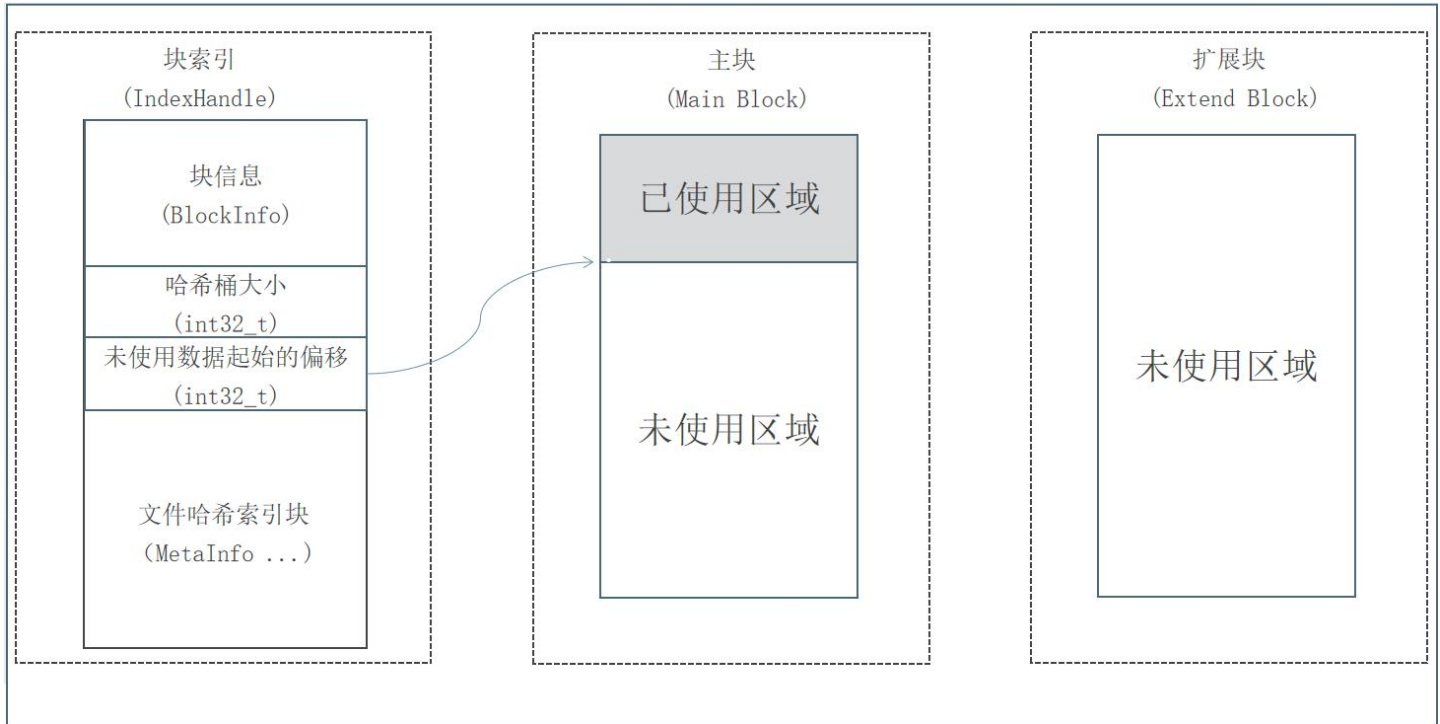 块索引
(IndexHandle)
块信息
(BlockInfo)
哈希桶大小
(int32_t)
未使用数据起始的偏移
(int32_t)
文件哈希索引块
(MetaInfo ...)
主块
(Main Block)
已使用区域
未使用区域
扩展块
(Extend Block)
未使用区域